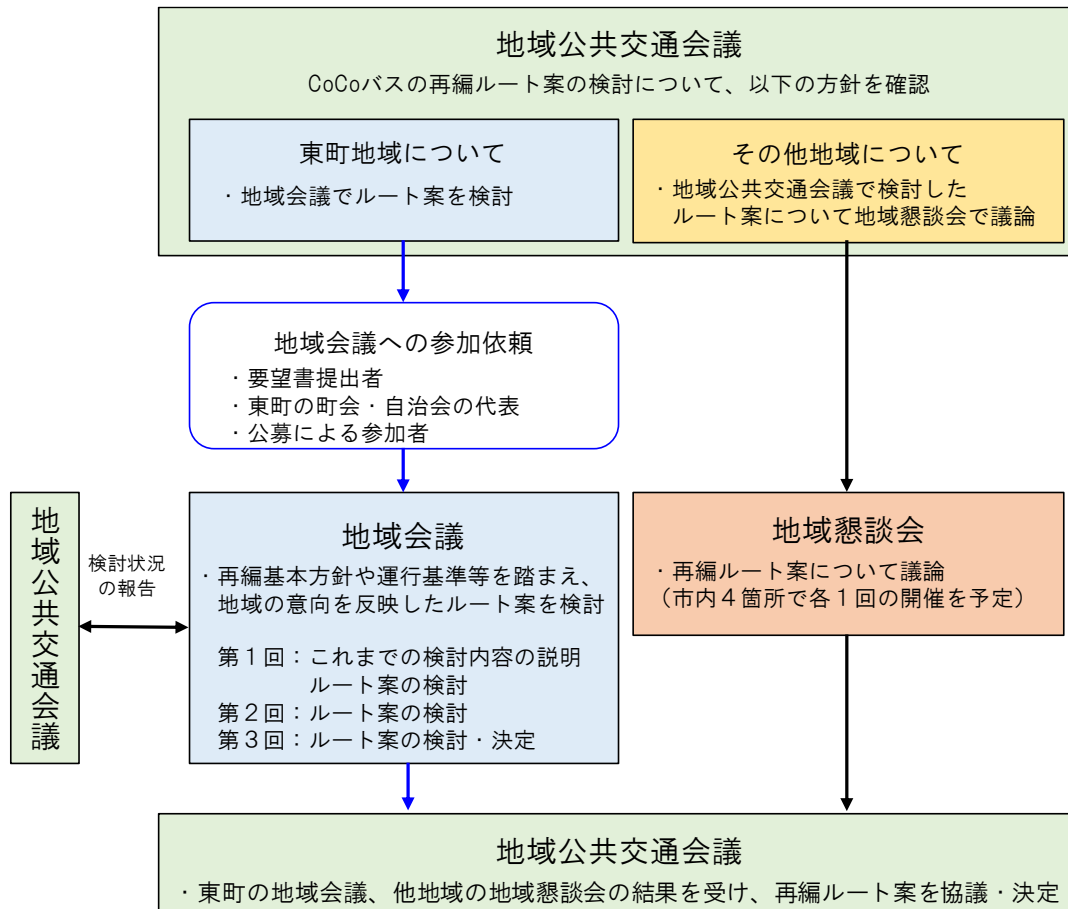 地域公共交通会議
CoCoバスの再編ルート案の検討について、以下の方針を確認
東町地域について
・地域会議でルート案を検討
その他地域について
・地域公共交通会議で検討した
ルート案について地域懇談会で議論
地域会議への参加依頼
・要望書提出者
・東町の町会・自治会の代表
・公募による参加者
地域公共交通会議
検討状況
の報告
地域会議
・再編基本方針や運行基準等を踏まえ、
地域の意向を反映したルート案を検討
第１回：これまでの検討内容の説明
ルート案の検討
第２回：ルート案の検討
第３回：ルート案の検討・決定
地域懇談会
・再編ルート案について議論
（市内４箇所で各１回の開催を予定）
地域公共交通会議
・東町の地域会議、他地域の地域懇談会の結果を受け、再編ルート案を協議・決定